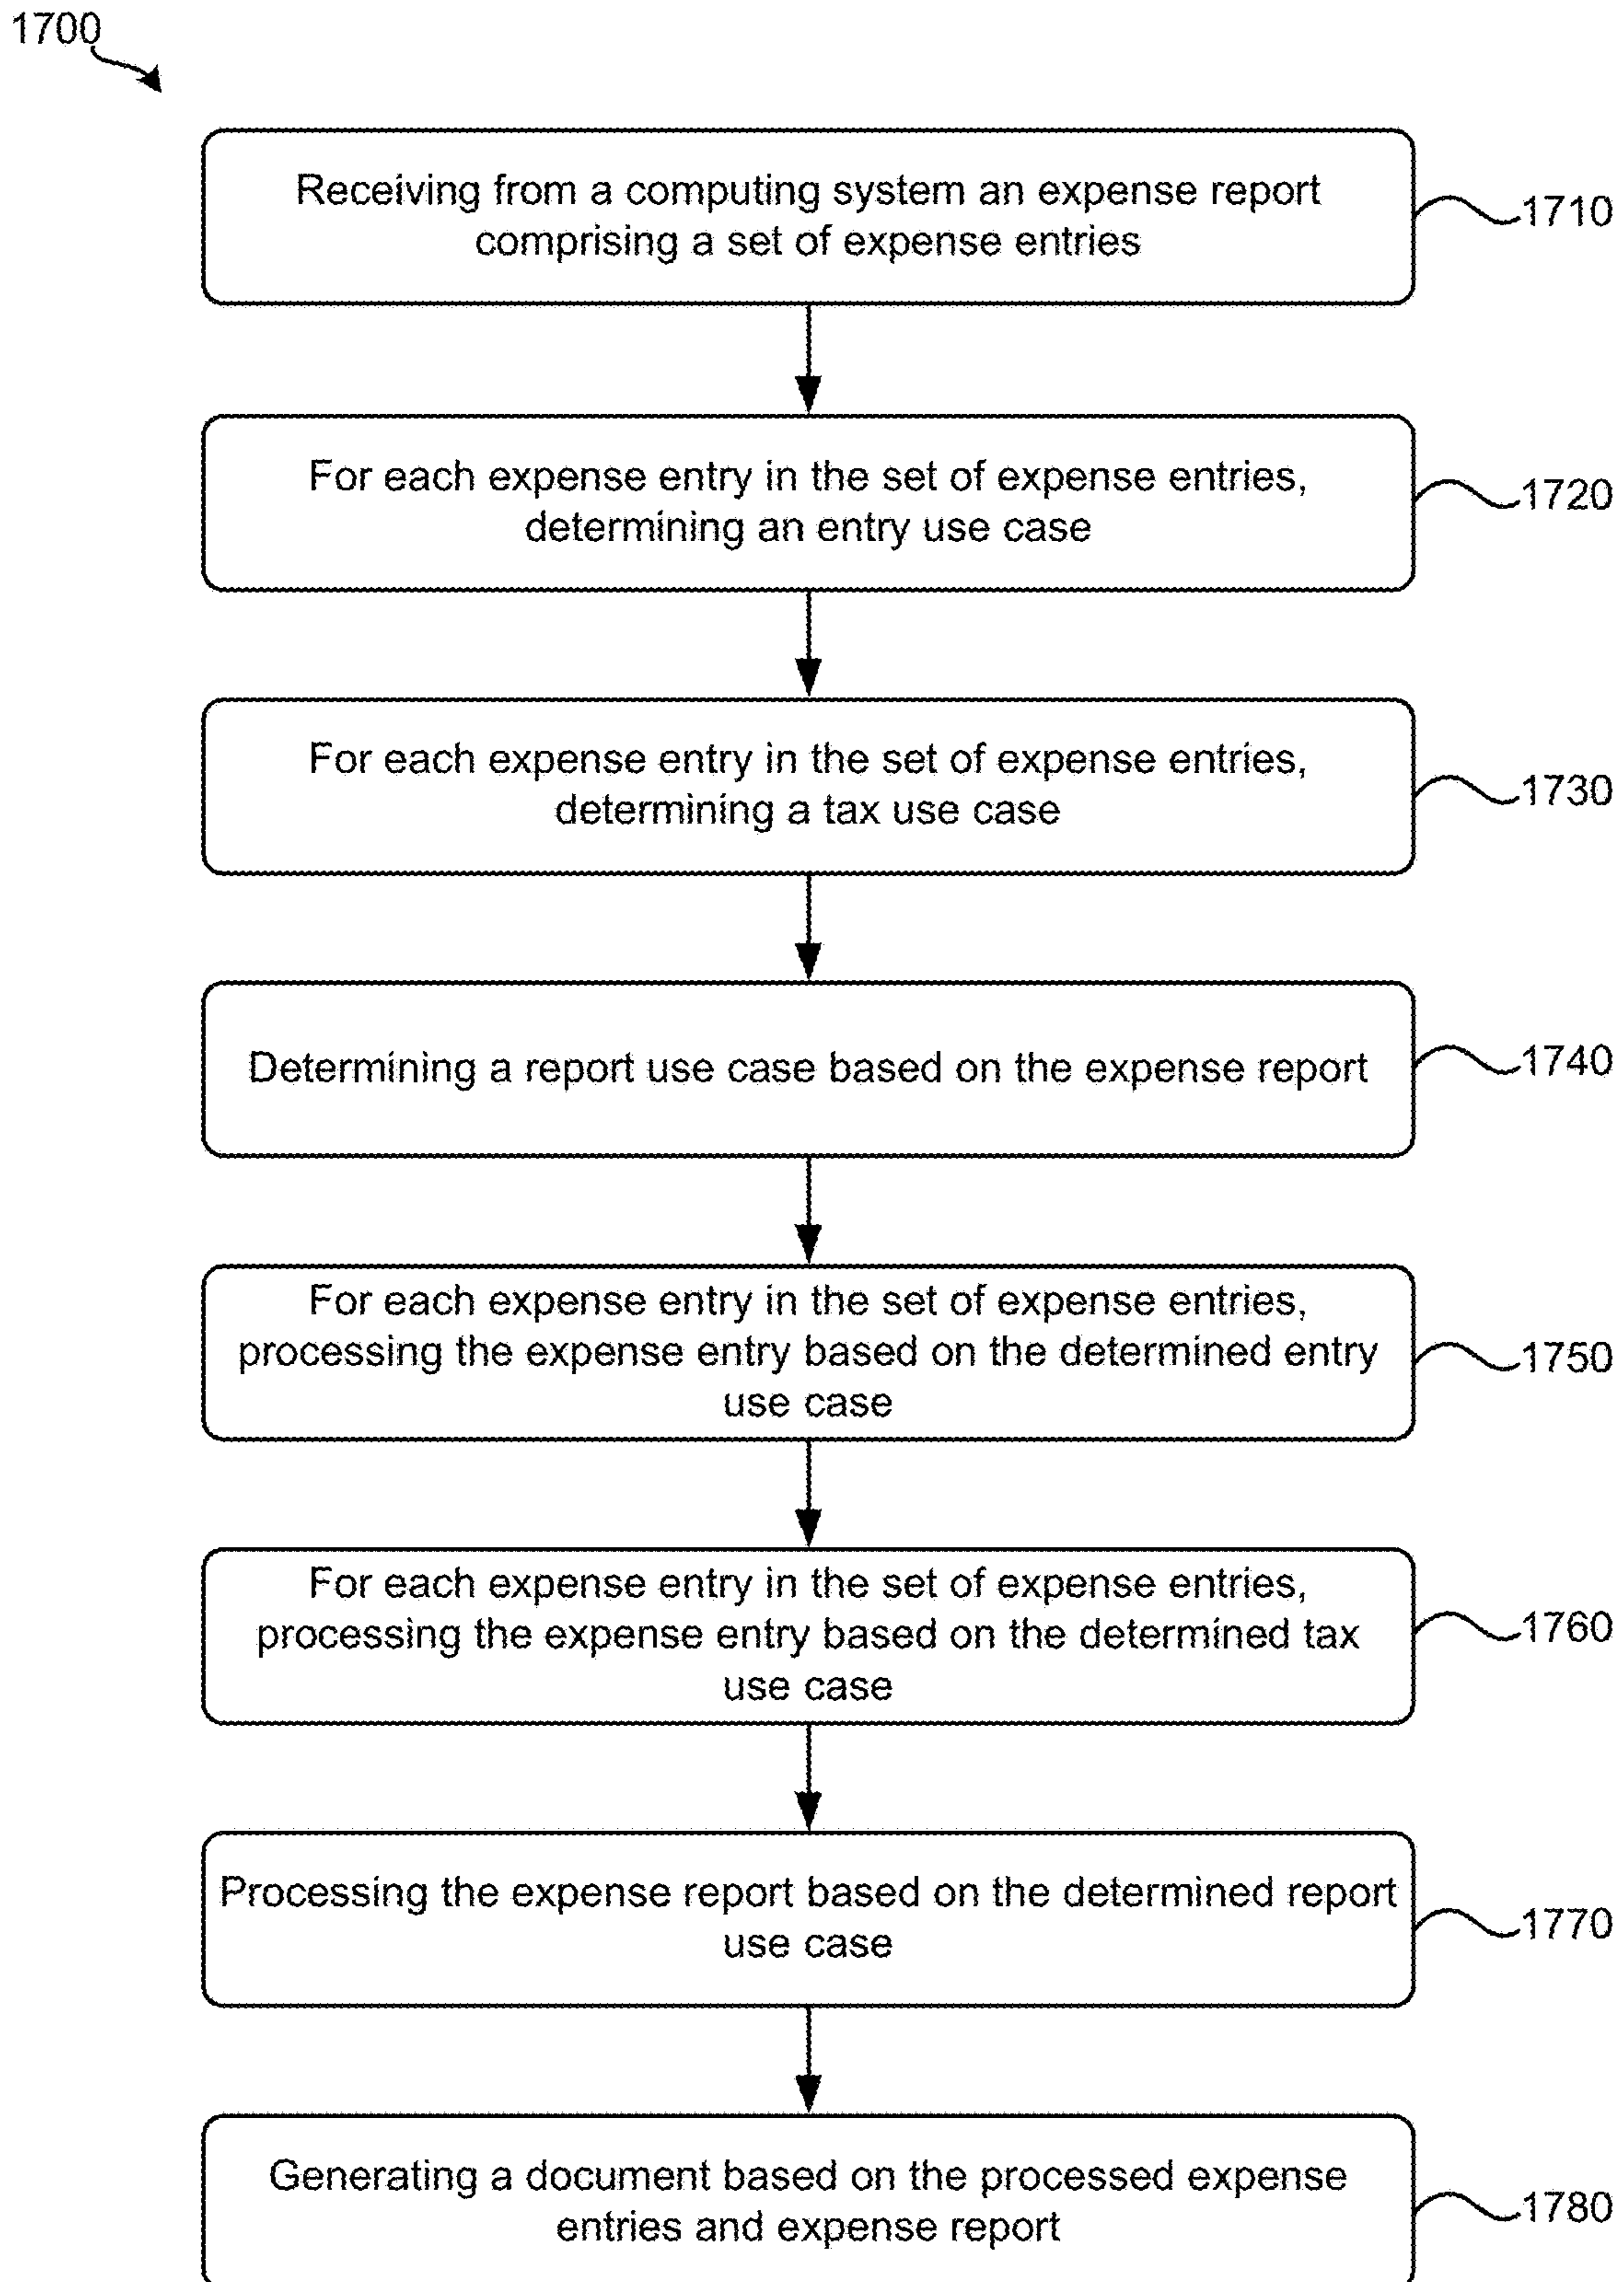 1700
Receiving from a computing system an expense report
comprising a set of expense entries
1710
For each expense entry in the set of expense entries,
determining an entry use case
1720
For each expense entry in the set of expense entries,
determining a tax use case
1730
Determining a report use case based on the expense report
1740
For each expense entry in the set of expense entries,
processing the expense entry based on the determined entry
use case
1750
For each expense entry in the set of expense entries,
processing the expense entry based on the determined tax
use case
1760
Processing the expense report based on the determined report
use case
1770
Generating a document based on the processed expense
entries and expense report
1780